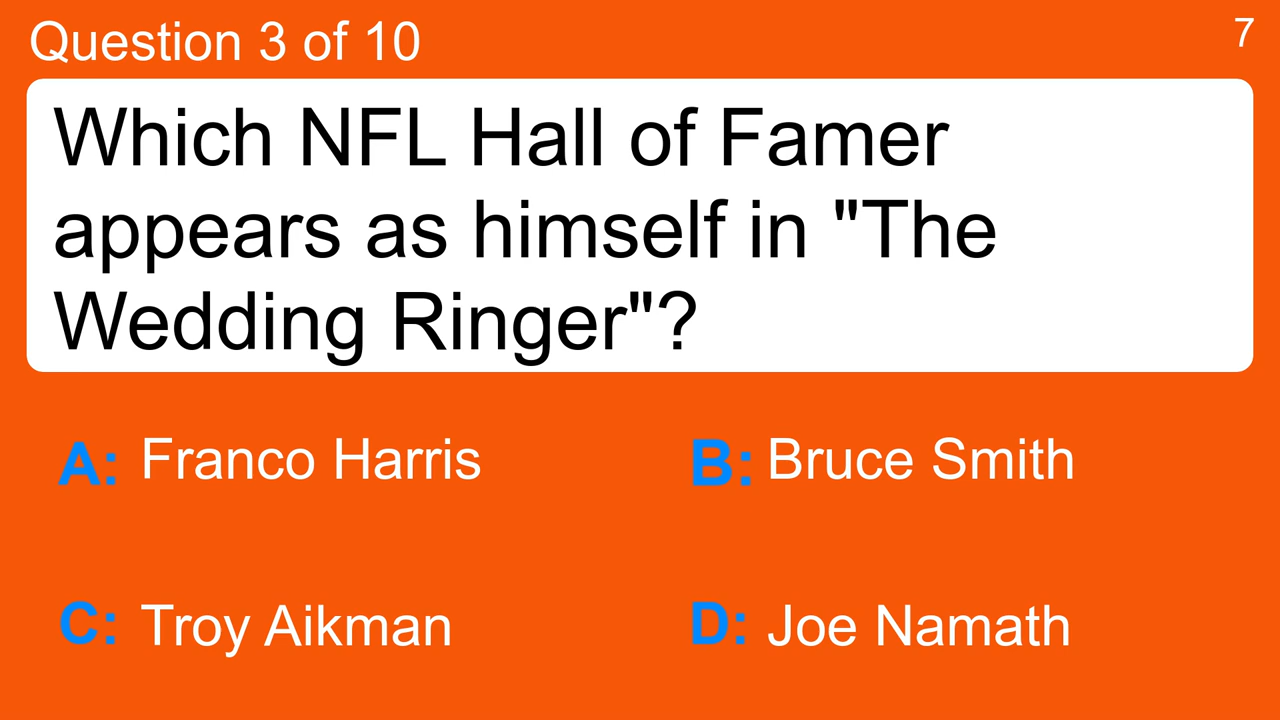 Question 3 of 10
7
Which NFL Hall of Famer
appears as himself in "The
Wedding Ringer"?
A: Franco Harris
B: Bruce Smith
C: Troy Aikman
D: Joe Namath